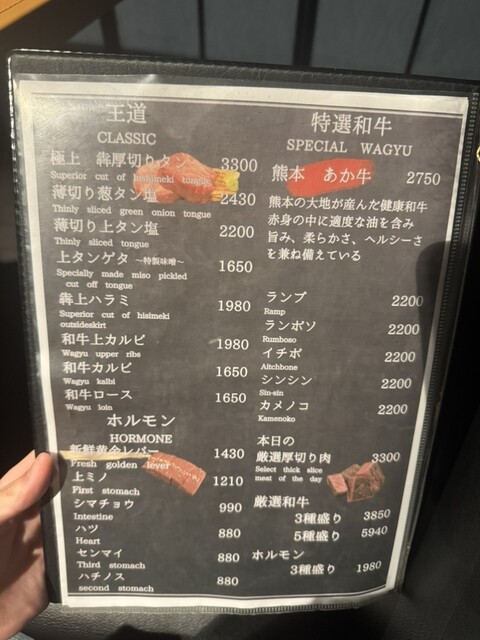 王道
CLASSIC
極上 犇厚切りタン 3300
Superior cut of hishimeki tongue
薄切り葱タン塩 2430
Thinly sliced green onion tongue
薄切り上タン塩 2200
Thinly sliced tongue
上タンゲタ ～特製味噌～ 1650
Specially made miso pickled
cut off tongue
犇上ハラミ 1980
Superior cut of hisimeki
outsideskirt
和牛上カルビ 1980
Wagyu upper ribs
和牛カルビ 1650
Wagyu kalbi
和牛ロース 1650
Wagyu loin
ホルモン
HORMONE
新鮮黄金レバー 1430
Fresh golden lever
上ミノ 1210
First stomach
シマチョウ 990
Intestine
ハツ 880
Heart
センマイ 880
Third stomach
ハチノス 880
second stomach
特選和牛
SPECIAL WAGYU
熊本 あか牛 2750
熊本の大地が産んだ健康和牛
赤身の中に適度な油を含み
旨み、柔らかさ、ヘルシーさ
を兼ね備えている
ランプ 2200
Ramp
ランボソ 2200
Rumboso
イチボ 2200
Aitchbone
シンシン 2200
Sin-sin
カメノコ 2200
Kamenoko
本日の
厳選厚切り肉 3300
Select thick slice
meat of the day
厳選和牛
3種盛り 3850
5種盛り 5940
ホルモン
3種盛り 1980